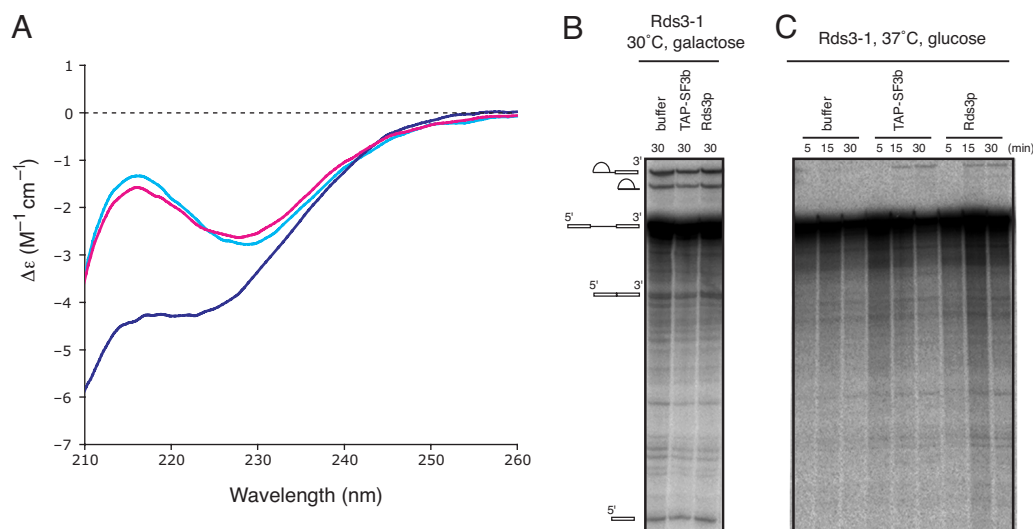 A
1
0
−1
−2
−3
−4
−5
−6
−7
Δε (M⁻¹ cm⁻¹)
210 220 230 240 250 260
Wavelength (nm)
B
Rds3-1
30˚C, galactose
buffer
TAP-SF3b
Rds3p
30 30 30
3'
5' 3'
5' 3'
5'
C
Rds3-1, 37˚C, glucose
buffer
TAP-SF3b
Rds3p
5 15 30 5 15 30 5 15 30 (min)